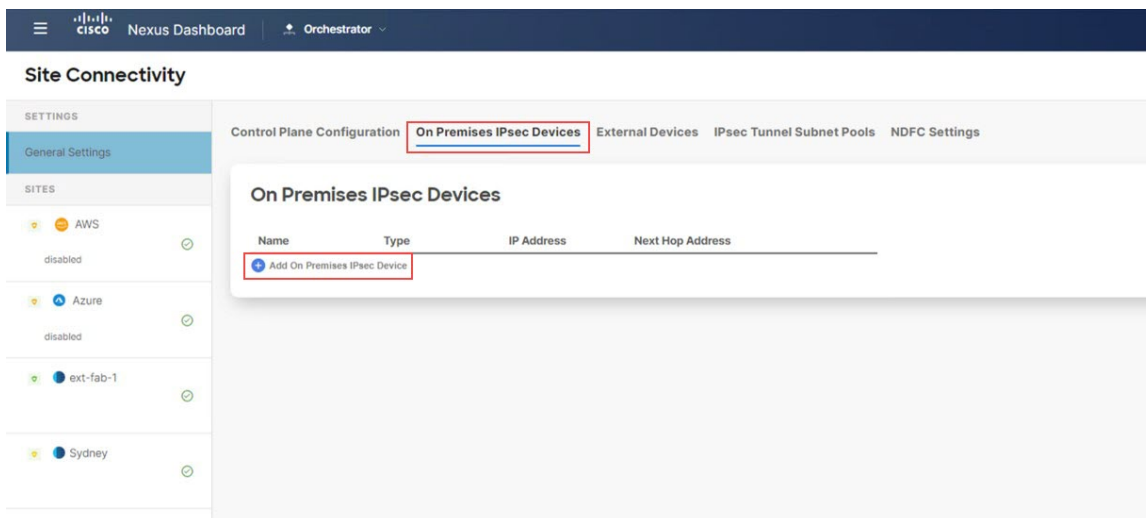 cisco Nexus Dashboard Orchestrator
Site Connectivity
SETTINGS
General Settings
SITES
AWS
disabled
Azure
disabled
ext-fab-1
Sydney
Control Plane Configuration On Premises IPsec Devices External Devices IPsec Tunnel Subnet Pools NDFC Settings
On Premises IPsec Devices
Name Type IP Address Next Hop Address
Add On Premises IPsec Device